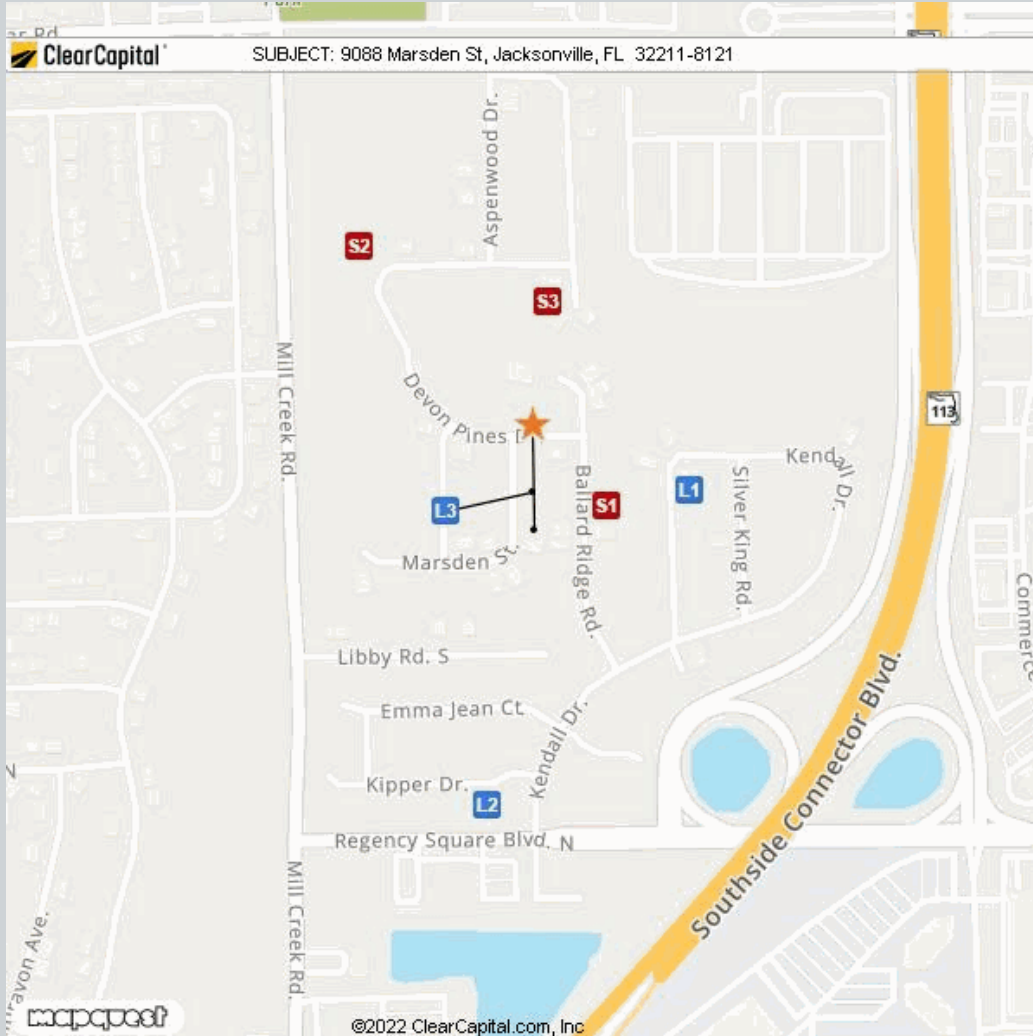 ClearCapital
SUBJECT: 9088 Marsden St, Jacksonville, FL 32211-8121
Aspenwood Dr.
S2
S3
Mill Creek Rd.
113
Devon Pines
Kendall Dr.
L1
Silver King Rd.
L3
S1
Ballard Ridge Rd.
Marsden St.
Commerce
Libby Rd. S
Emma Jean Ct
Kendall Dr.
Southside Connector Blvd.
N
Kipper Dr.
L2
Regency Square Blvd. N
Mill Creek Rd.
Ave.
mapquest
©2022 ClearCapital.com, Inc